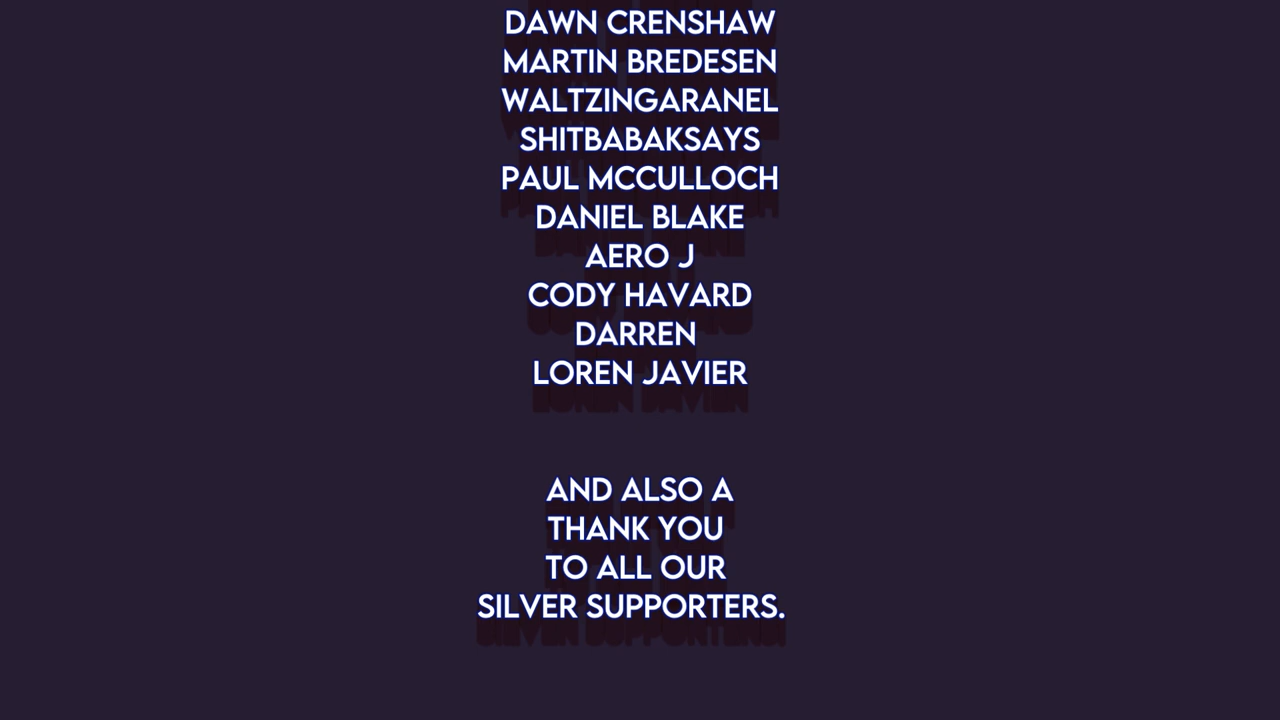 DAWN CRENSHAW
MARTIN BREDESEN
WALTZINGARANEL
SHITBABAKSAYS
PAUL MCCULLOCH
DANIEL BLAKE
AERO J
CODY HAVARD
DARREN
LOREN JAVIER
AND ALSO A
THANK YOU
TO ALL OUR
SILVER SUPPORTERS.